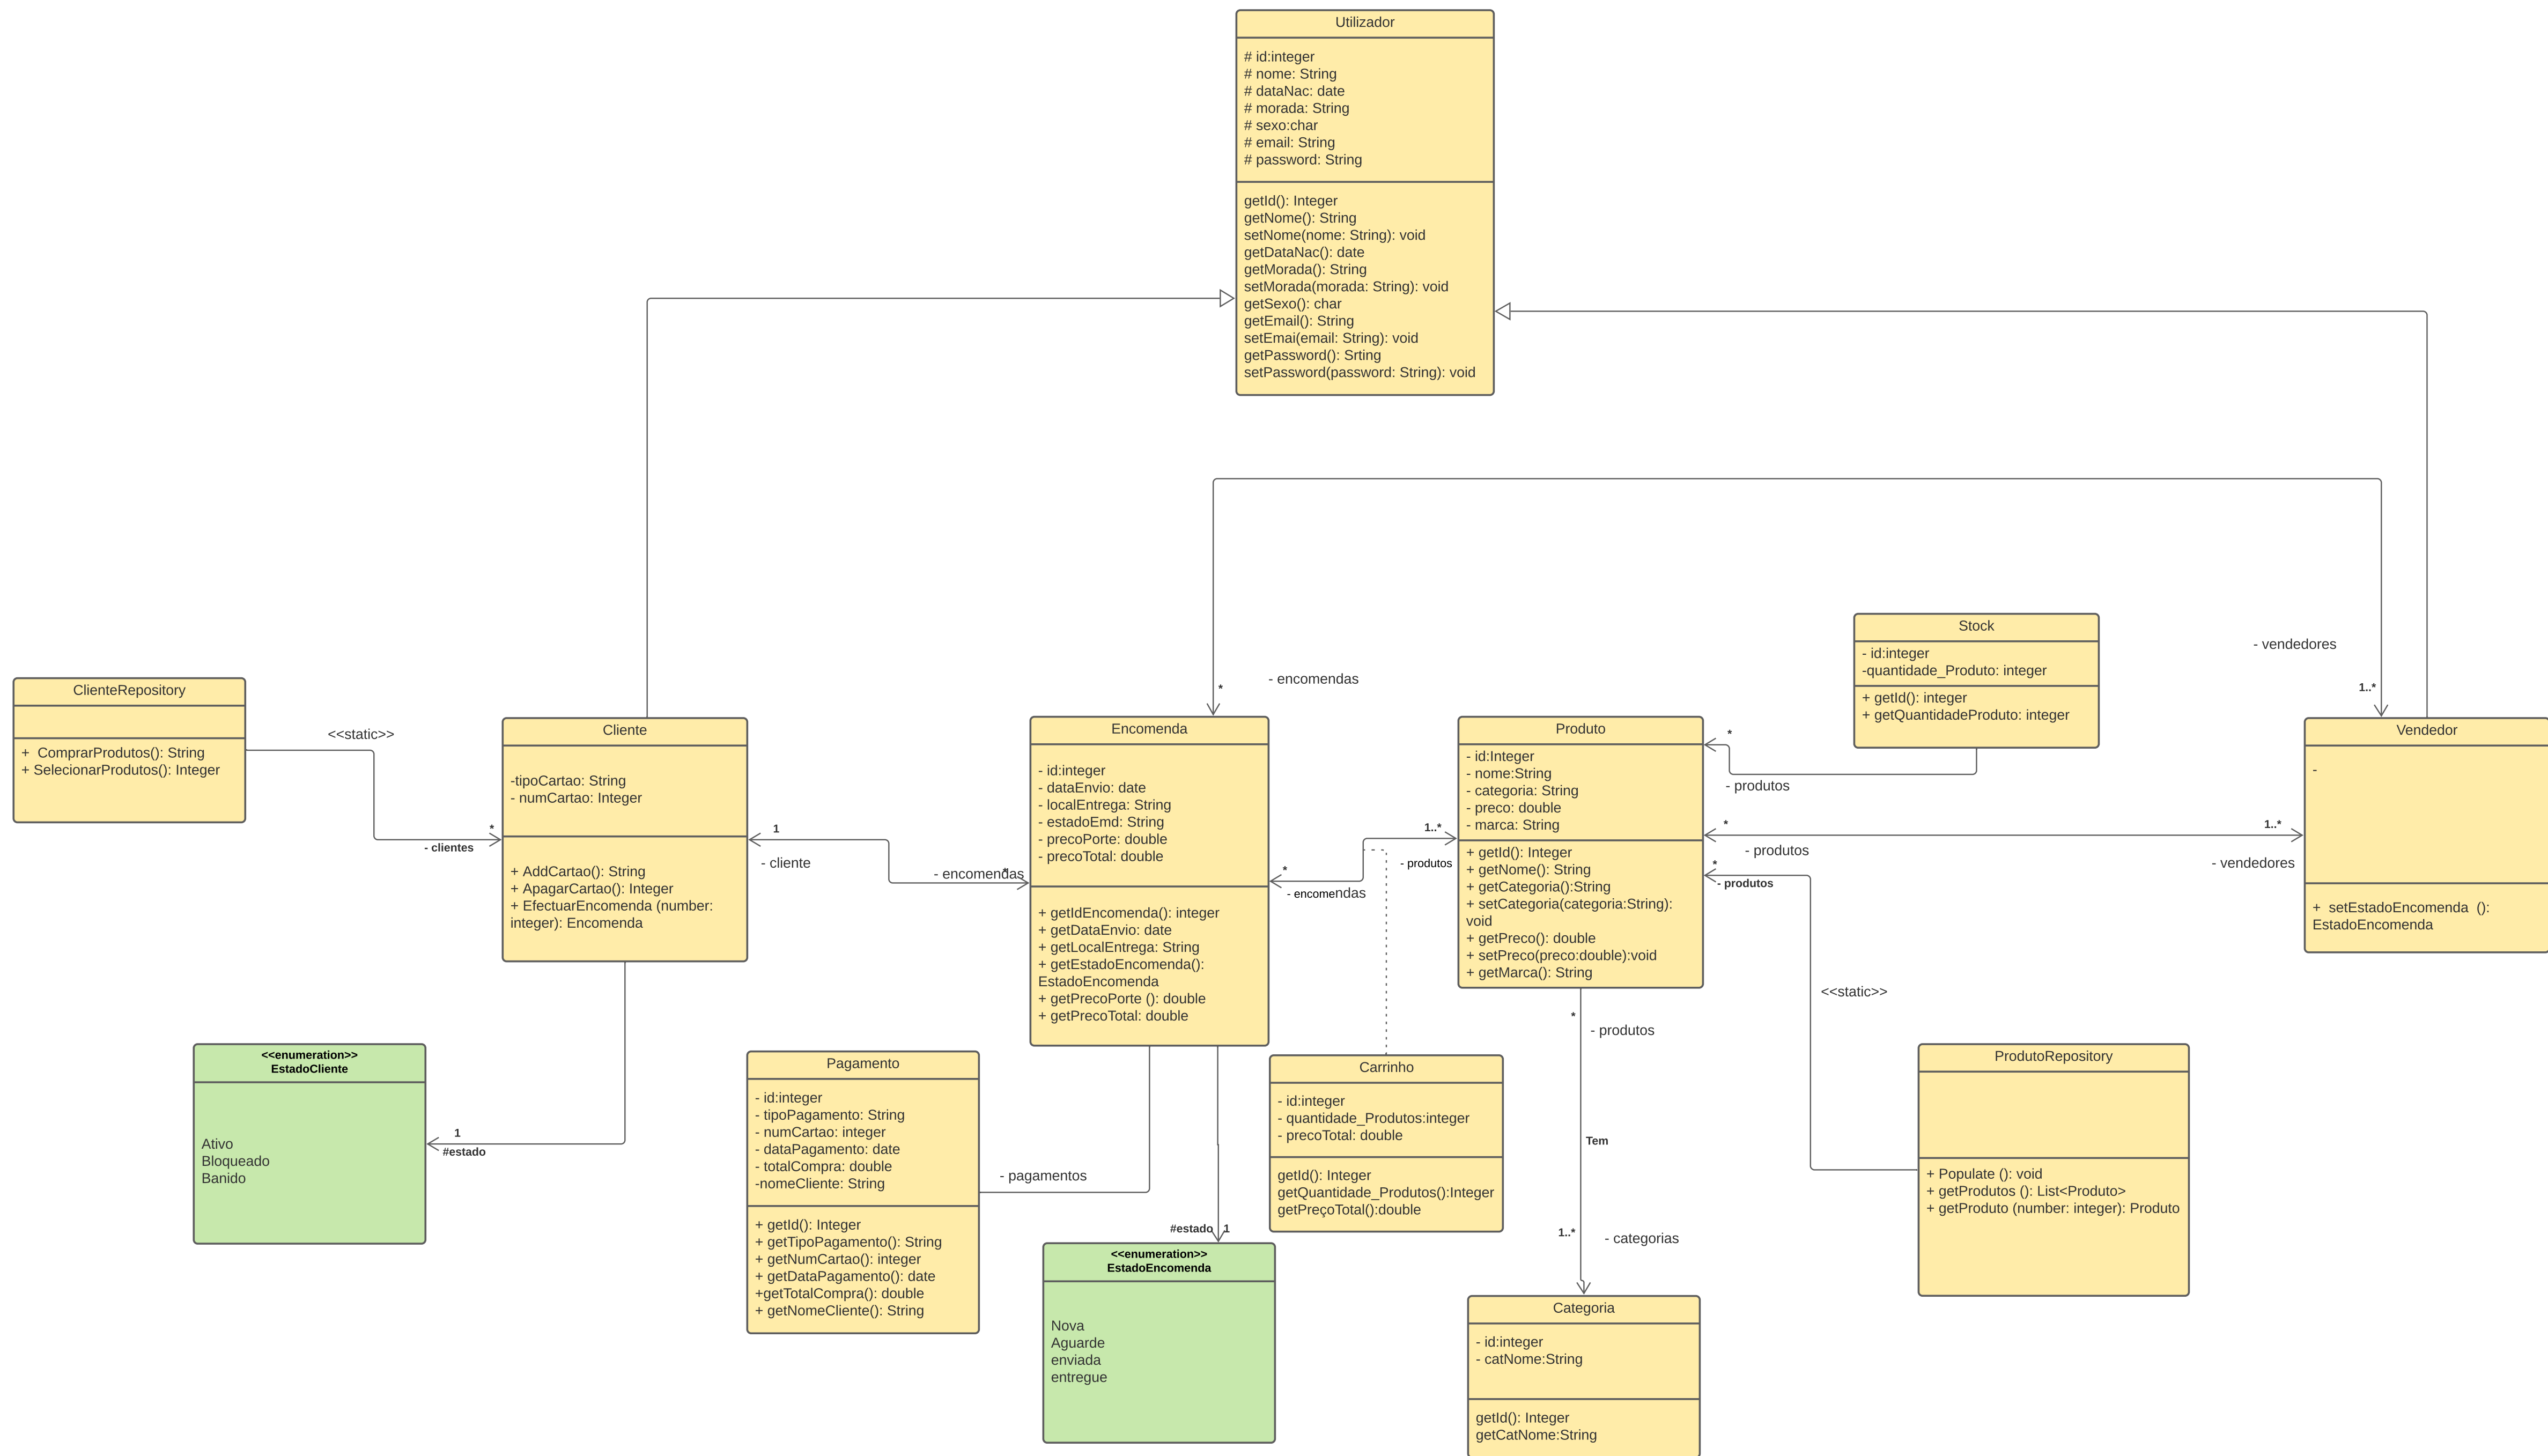 Utilizador
# id:integer
# nome: String
# dataNac: date
# morada: String
# sexo:char
# email: String
# password: String
getId(): Integer
getNome(): String
setNome(nome: String): void
getDataNac(): date
getMorada(): String
setMorada(morada: String): void
getSexo(): char
getEmail(): String
setEmai(email: String): void
getPassword(): Srting
setPassword(password: String): void
- encomendas
*
- vendedores
1..*
Stock
- id:integer
-quantidade_Produto: integer
+ getId(): integer
+ getQuantidadeProduto: integer
*
- produtos
ClienteRepository
+  ComprarProdutos(): String
+ SelecionarProdutos(): Integer
<<static>>
*
- clientes
Cliente
-tipoCartao: String
- numCartao: Integer
+ AddCartao(): String
+ ApagarCartao(): Integer
+ EfectuarEncomenda (number:
integer): Encomenda
1
- cliente
- encomendas
*
Encomenda
- id:integer
- dataEnvio: date
- localEntrega: String
- estadoEmd: String
- precoPorte: double
- precoTotal: double
+ getIdEncomenda(): integer
+ getDataEnvio: date
+ getLocalEntrega: String
+ getEstadoEncomenda():
EstadoEncomenda
+ getPrecoPorte (): double
+ getPrecoTotal: double
*
- encomendas
1..*
- produtos
Produto
- id:Integer
- nome:String
- categoria: String
- preco: double
- marca: String
+ getId(): Integer
+ getNome(): String
+ getCategoria():String
+ setCategoria(categoria:String):
void
+ getPreco(): double
+ setPreco(preco:double):void
+ getMarca(): String
*
- produtos
1..*
- vendedores
*
- produtos
<<static>>
Vendedor
-
+  setEstadoEncomenda  ():
EstadoEncomenda
<<enumeration>>
EstadoCliente
Ativo
Bloqueado
Banido
1
#estado
Pagamento
- id:integer
- tipoPagamento: String
- numCartao: integer
- dataPagamento: date
- totalCompra: double
-nomeCliente: String
+ getId(): Integer
+ getTipoPagamento(): String
+ getNumCartao(): integer
+ getDataPagamento(): date
+getTotalCompra(): double
+ getNomeCliente(): String
- pagamentos
#estado
1
<<enumeration>>
EstadoEncomenda
Nova
Aguarde
enviada
entregue
Carrinho
- id:integer
- quantidade_Produtos:integer
- precoTotal: double
getId(): Integer
getQuantidade_Produtos():Integer
getPreçoTotal():double
*
- produtos
Tem
1..*
- categorias
Categoria
- id:integer
- catNome:String
getId(): Integer
getCatNome:String
ProdutoRepository
+ Populate (): void
+ getProdutos (): List<Produto>
+ getProduto (number: integer): Produto